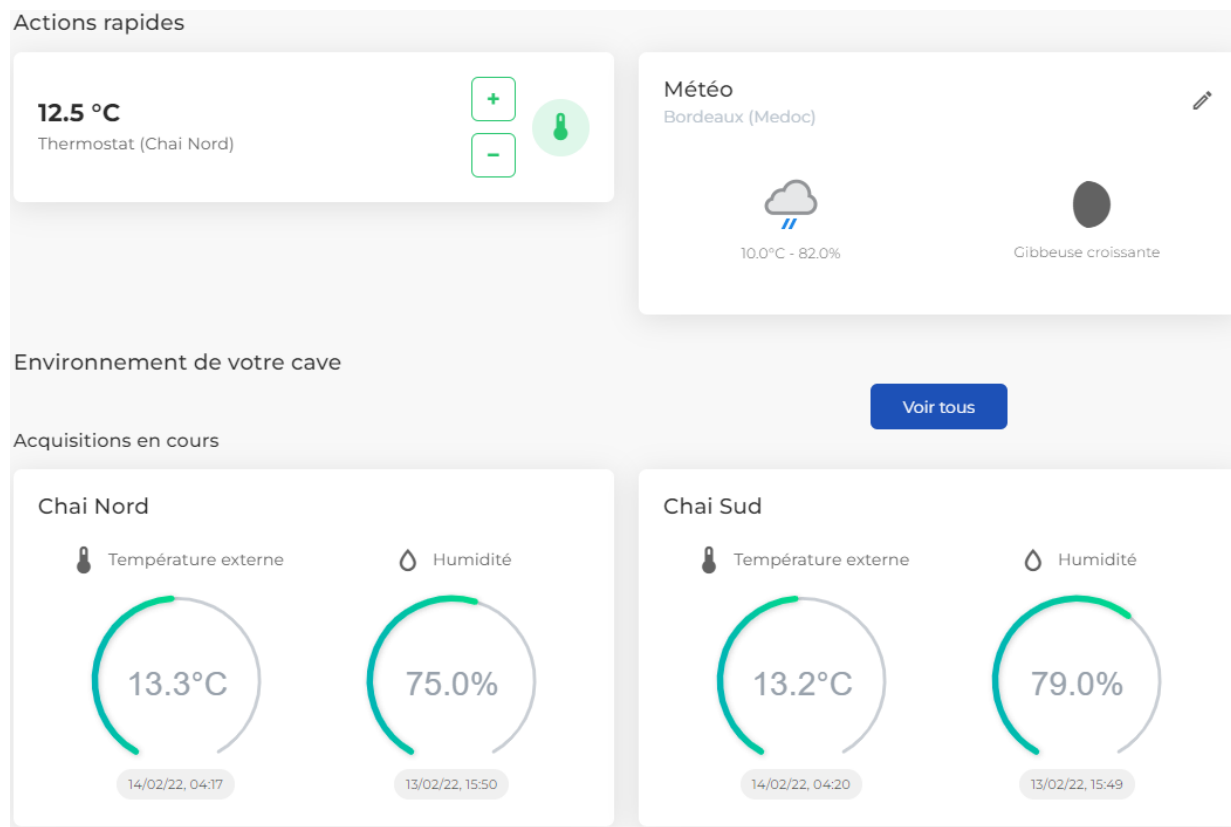 Actions rapides
12.5 °C
Thermostat (Chai Nord)
+
−
Météo
Bordeaux (Medoc)
10.0°C - 82.0%
Gibbeuse croissante
Environnement de votre cave
Voir tous
Acquisitions en cours
Chai Nord
Température externe
Humidité
13.3°C
75.0%
14/02/22, 04:17
13/02/22, 15:50
Chai Sud
Température externe
Humidité
13.2°C
79.0%
14/02/22, 04:20
13/02/22, 15:49